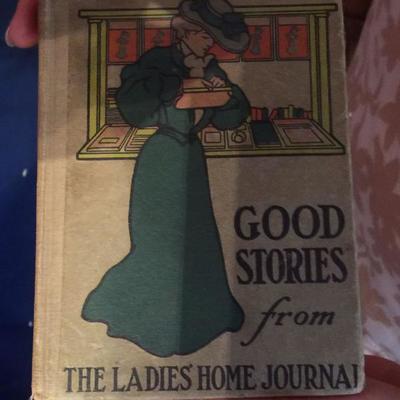 GOOD
STORIES
from
THE LADIES' HOME JOURNAL